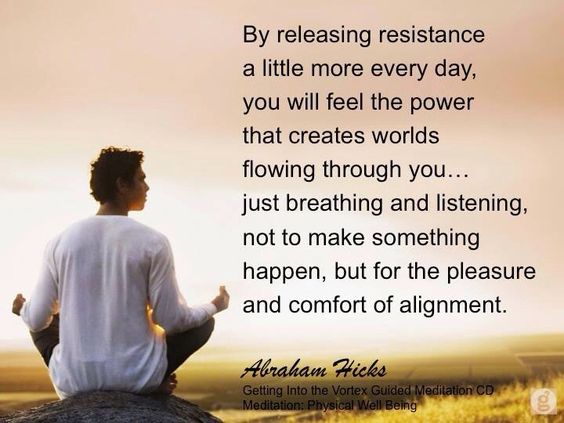 By releasing resistance
a little more every day,
you will feel the power
that creates worlds
flowing through you…
just breathing and listening,
not to make something
happen, but for the pleasure
and comfort of alignment.
Abraham Hicks
Getting Into the Vortex Guided Meditation CD
Meditation: Physical Well Being
g